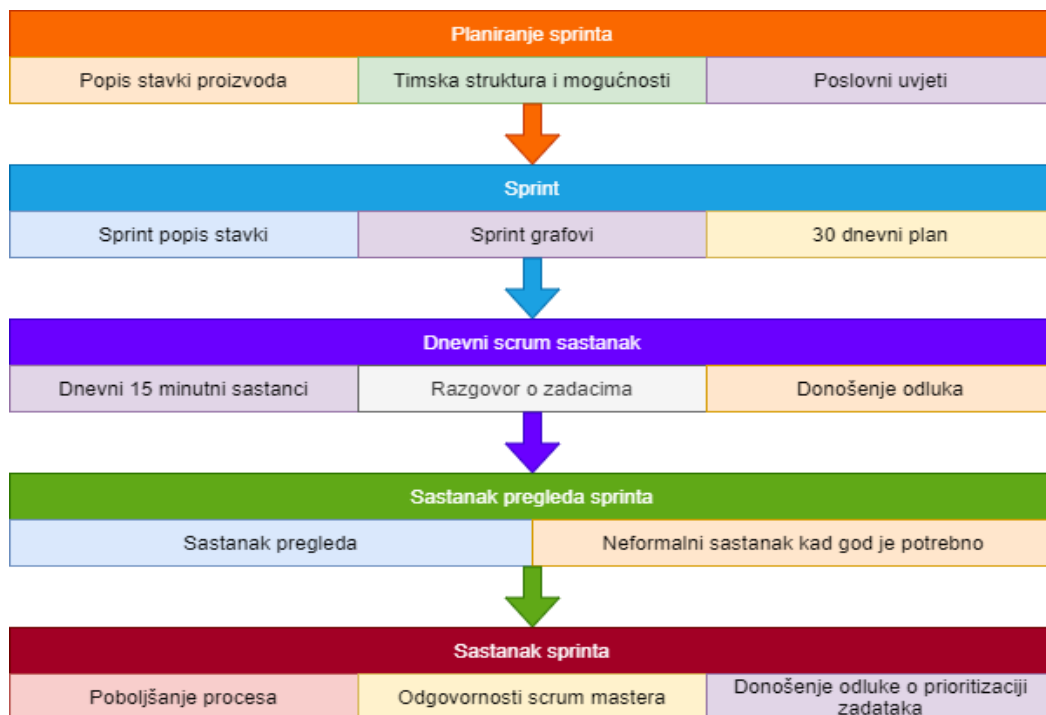 Planiranje sprinta
Popis stavki proizvoda
Timska struktura i mogućnosti
Poslovni uvjeti
Sprint
Sprint popis stavki
Sprint grafovi
30 dnevni plan
Dnevni scrum sastanak
Dnevni 15 minutni sastanci
Razgovor o zadacima
Donošenje odluka
Sastanak pregleda sprinta
Sastanak pregleda
Neformalni sastanak kad god je potrebno
Sastanak sprinta
Poboljšanje procesa
Odgovornosti scrum mastera
Donošenje odluke o prioritizaciji
zadataka